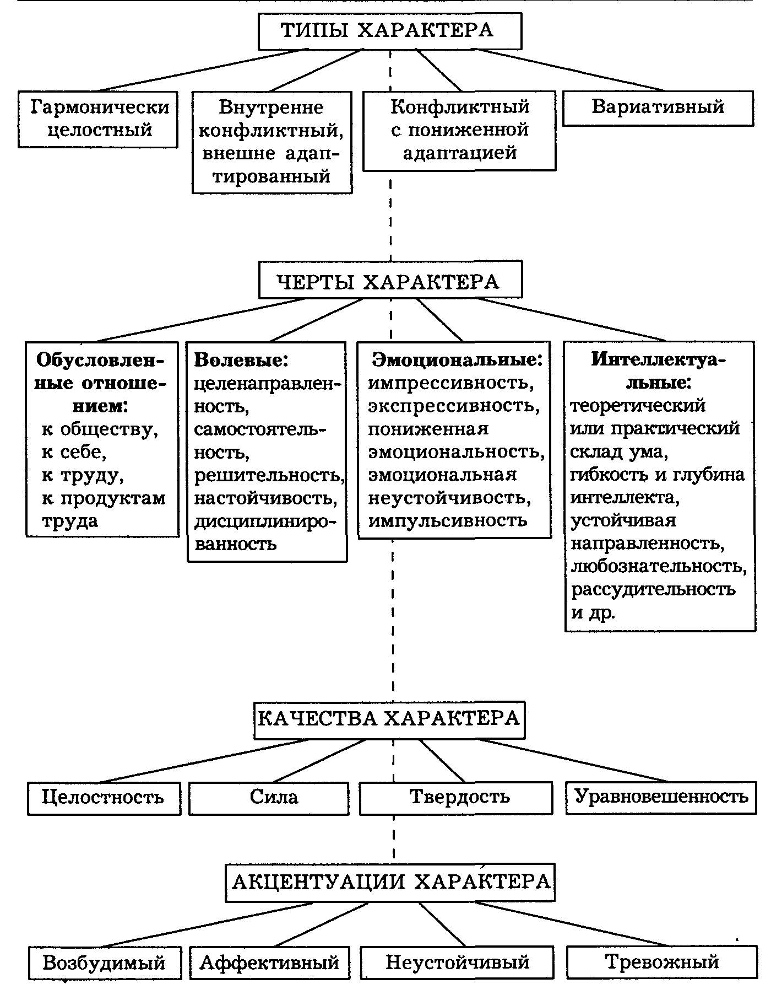 ТИПЫ ХАРАКТЕРА
Гармонически
целостный
Внутренне
конфликтный,
внешне адап-
тированный
Конфликтный
с пониженной
адаптацией
Вариативный
ЧЕРТЫ ХАРАКТЕРА
Обусловлен-
ные отноше-
нием:
к обществу,
к себе,
к труду,
к продуктам
труда
Волевые:
целенаправлен-
ность,
самостоятель-
ность,
решительность,
настойчивость,
дисциплиниро-
ванность
Эмоциональные:
импрессивность,
экспрессивность,
пониженная
эмоциональность,
эмоциональная
неустойчивость,
импульсивность
Интеллектуа-
льные:
теоретический
или практический
склад ума,
гибкость и глубина
интеллекта,
устойчивая
направленность,
любознательность,
рассудительность
и др.
КАЧЕСТВА ХАРАКТЕРА
Целостность
Сила
Твердость
Уравновешенность
АКЦЕНТУАЦИИ ХАРАКТЕРА
Возбудимый
Аффективный
Неустойчивый
Тревожный